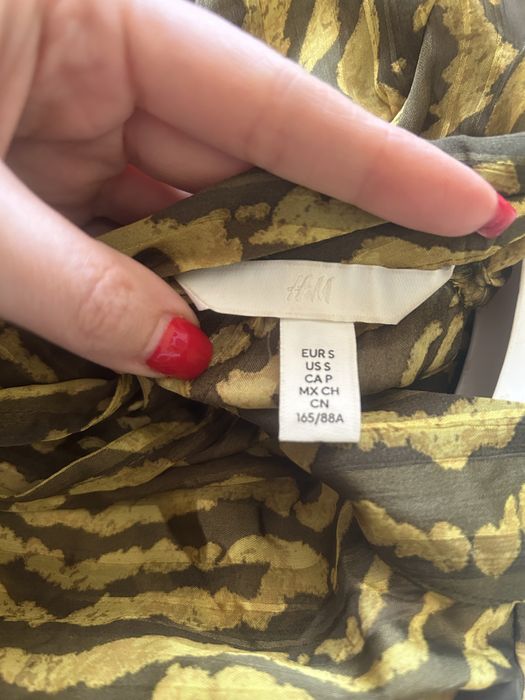 H&M
EUR S
US S
CA P
MX CH
CN
165/88A